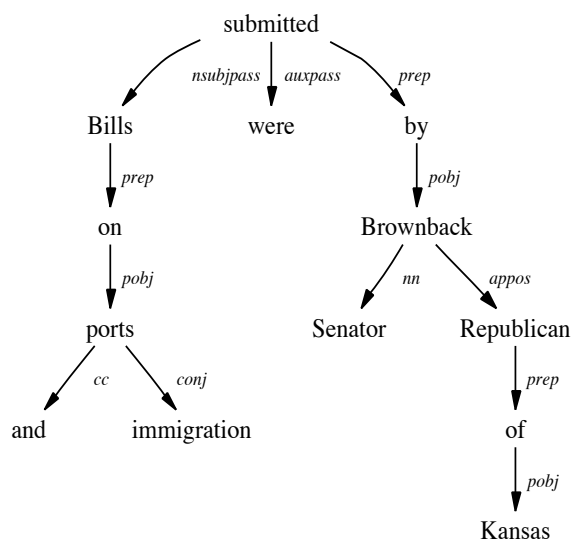 submitted
nsubjpass auxpass prep
Bills were by
prep pobj
on Brownback
pobj nn appos
ports Senator Republican
cc conj prep
and immigration of
pobj
Kansas